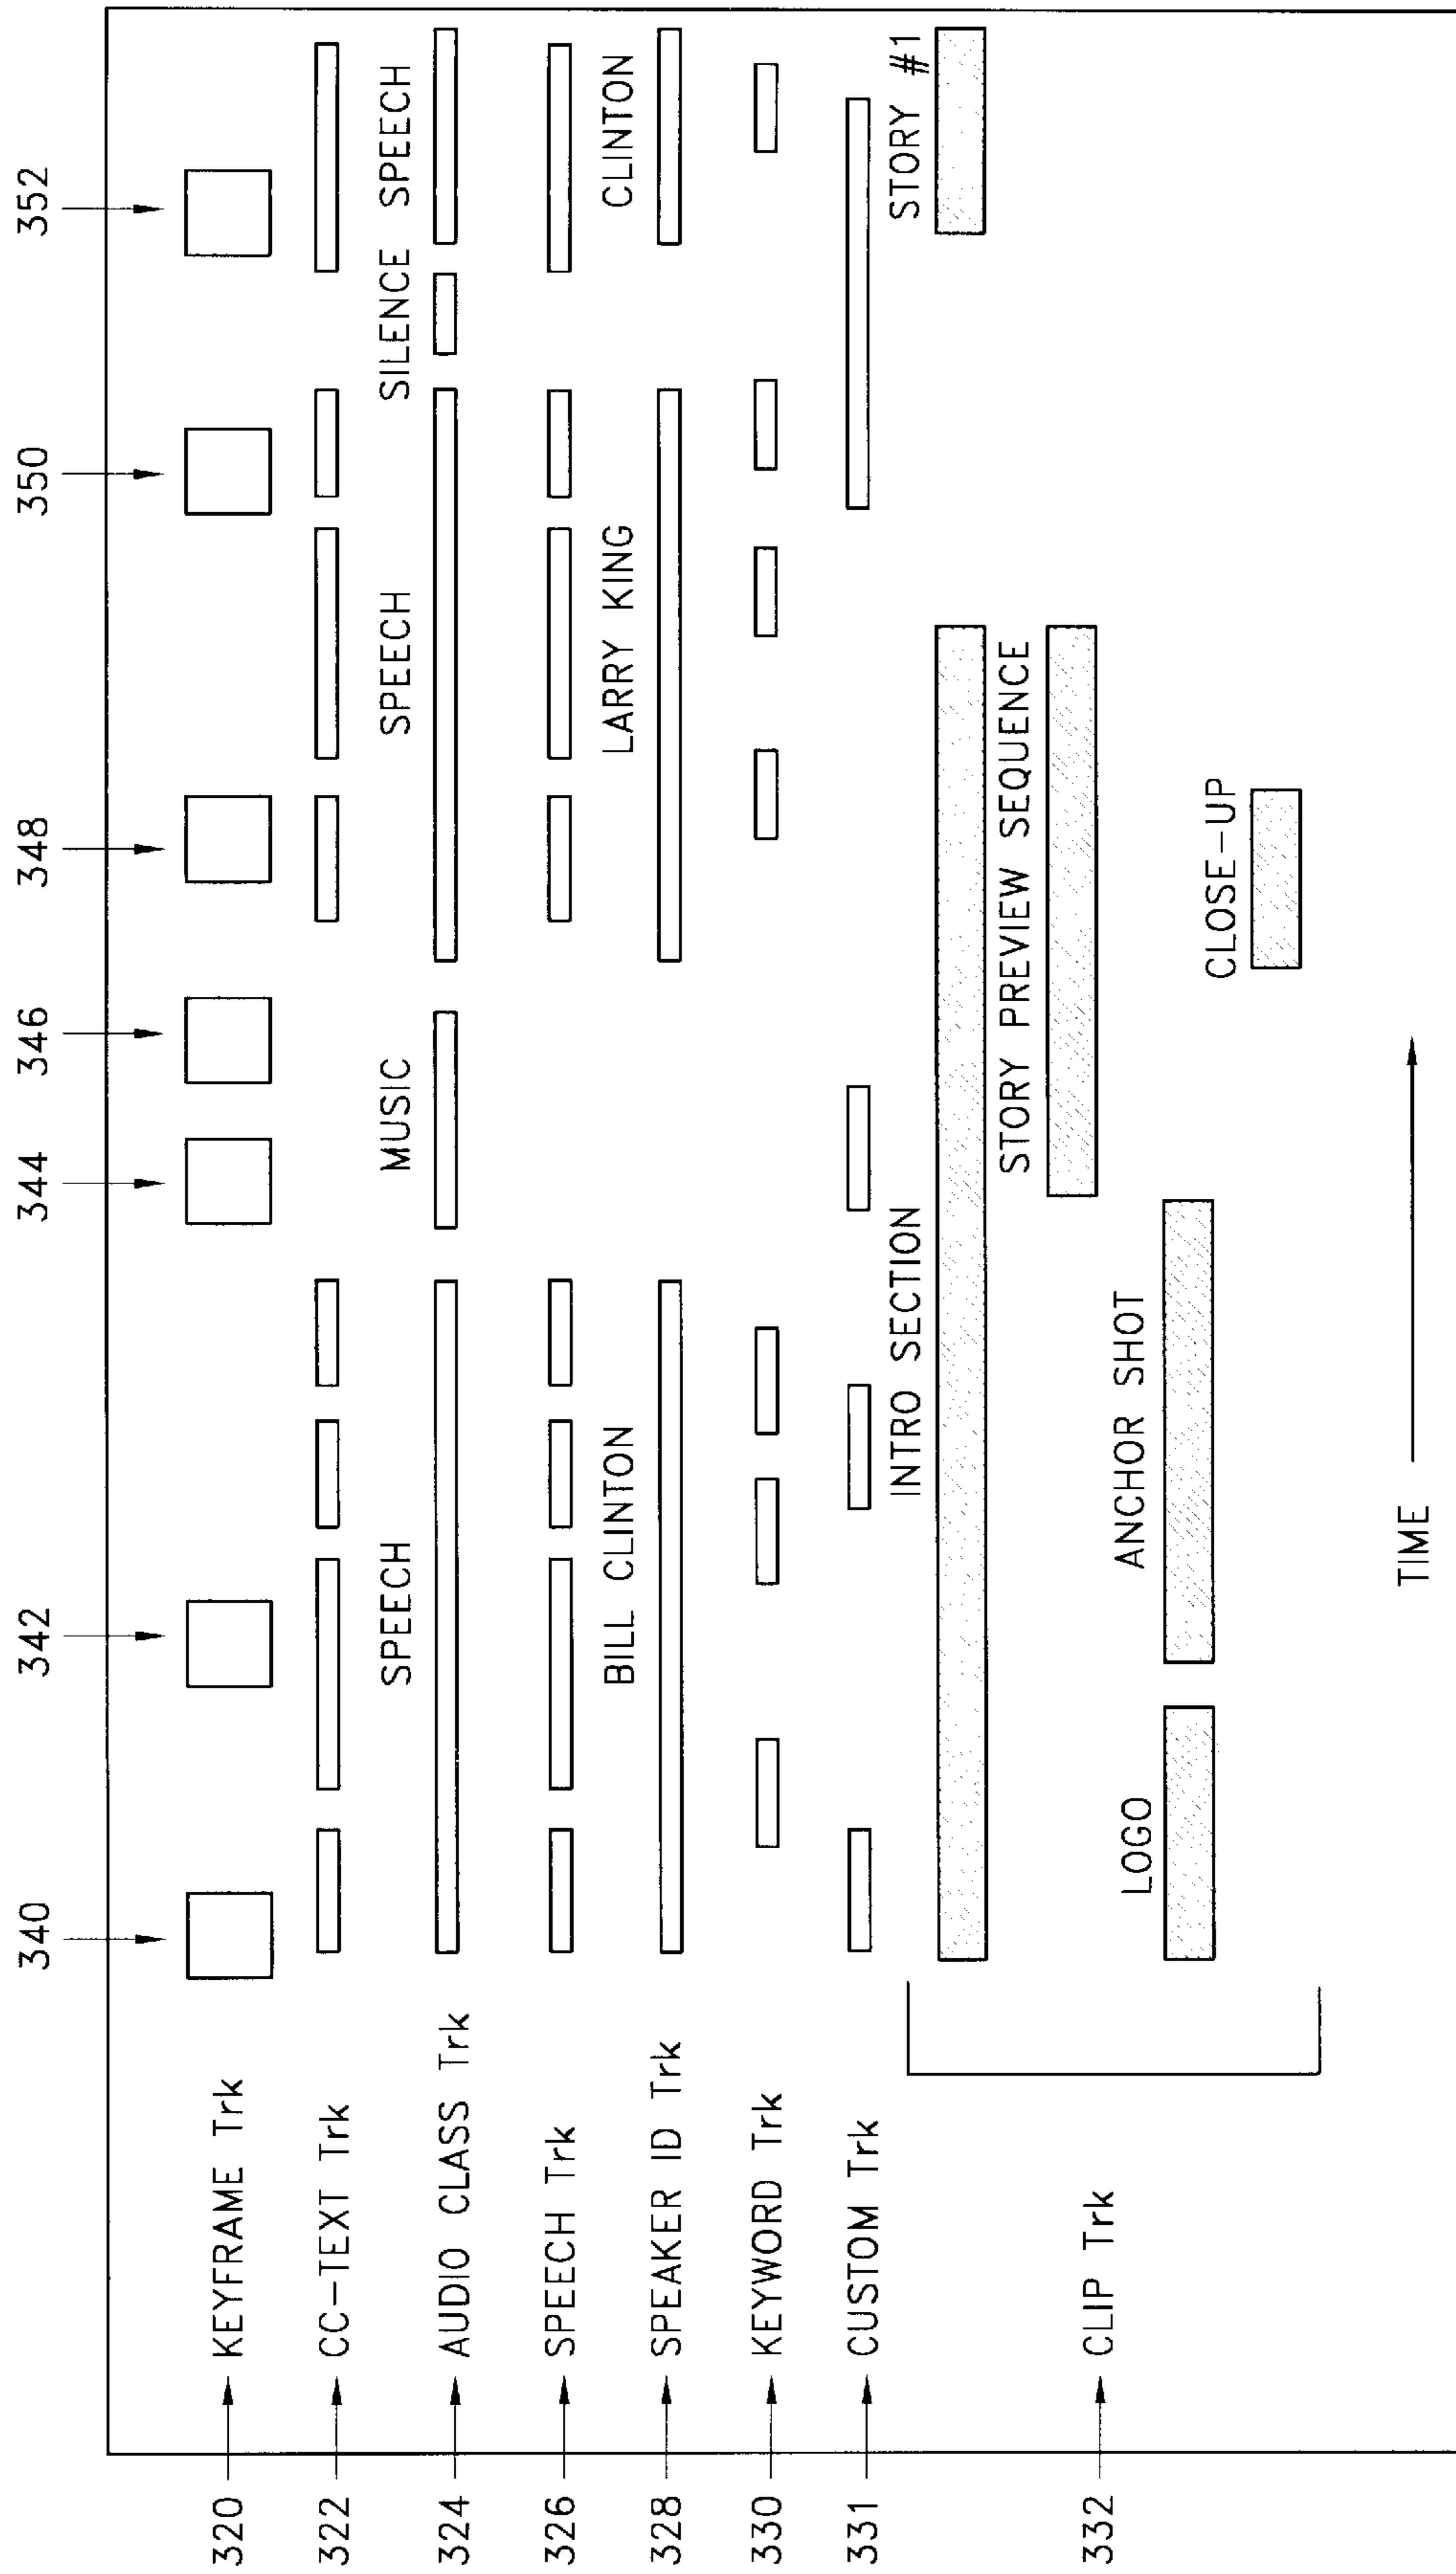 340 342 344 346 348 350 352
320 KEYFRAME Trk
322 CC-TEXT Trk
SPEECH MUSIC SPEECH SILENCE SPEECH
324 AUDIO CLASS Trk
326 SPEECH Trk
BILL CLINTON LARRY KING CLINTON
328 SPEAKER ID Trk
330 KEYWORD Trk
331 CUSTOM Trk
INTRO SECTION STORY #1
STORY PREVIEW SEQUENCE
332 CLIP Trk
LOGO ANCHOR SHOT
CLOSE-UP
TIME